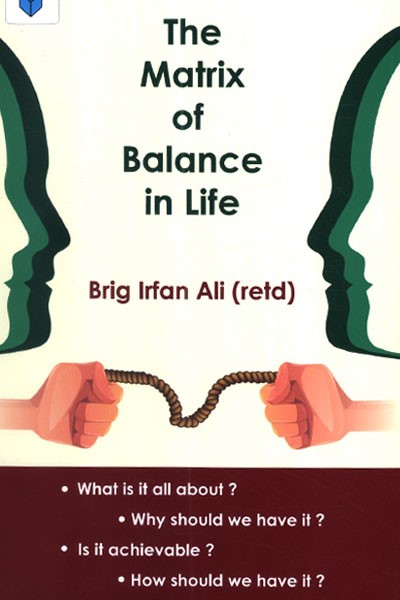 The
Matrix
of
Balance
in Life
Brig Irfan Ali (retd)
• What is it all about ?
• Why should we have it ?
• Is it achievable ?
• How should we have it ?